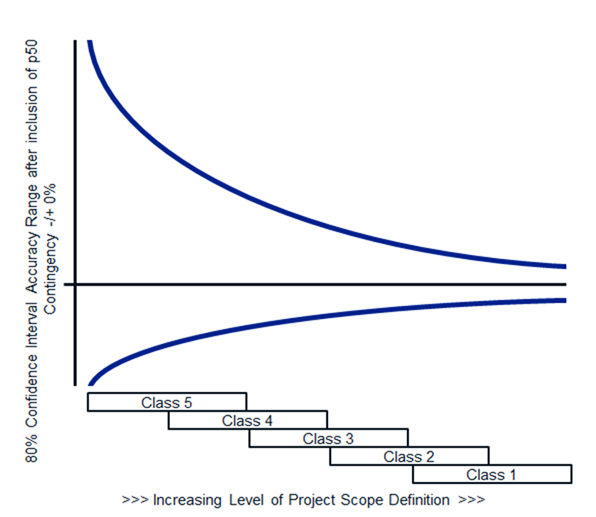 80% Confidence Interval Accuracy Range after inclusion of p50
Contingency -/+ 0%
Class 5
Class 4
Class 3
Class 2
Class 1
>>> Increasing Level of Project Scope Definition >>>